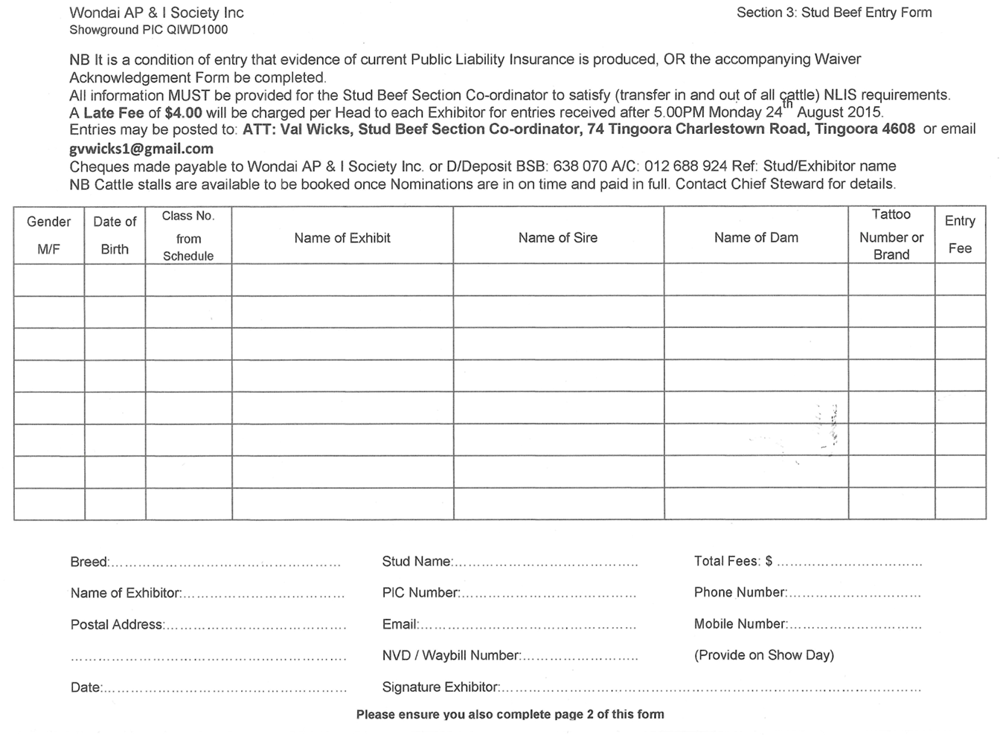 Wondai AP & I Society Inc
Section 3: Stud Beef Entry Form
Showground PIC QIWD1000
NB It is a condition of entry that evidence of current Public Liability Insurance is produced, OR the accompanying Waiver
Acknowledgement Form be completed.
All information MUST be provided for the Stud Beef Section Co-ordinator to satisfy (transfer in and out of all cattle) NLIS requirements.
A Late Fee of $4.00 will be charged per Head to each Exhibitor for entries received after 5.00PM Monday 24th August 2015.
Entries may be posted to: ATT: Val Wicks, Stud Beef Section Co-ordinator, 74 Tingoora Charlestown Road, Tingoora 4608 or email
gvwicks1@gmail.com
Cheques made payable to Wondai AP & I Society Inc. or D/Deposit BSB: 638 070 A/C: 012 688 924 Ref: Stud/Exhibitor name
NB Cattle stalls are available to be booked once Nominations are in on time and paid in full. Contact Chief Steward for details.
Gender
M/F
Date of
Birth
Class No.
from
Schedule
Name of Exhibit
Name of Sire
Name of Dam
Tattoo
Number or
Brand
Entry
Fee
Breed:....................................................
Stud Name:..........................................
Total Fees: $ .................................
Name of Exhibitor:.....................................
PIC Number:........................................
Phone Number:..............................
Postal Address:.........................................
Email:.................................................
Mobile Number:..............................
..............................................................
NVD / Waybill Number:..........................
(Provide on Show Day)
Date:.......................................................
Signature Exhibitor:...............................................................................................
Please ensure you also complete page 2 of this form